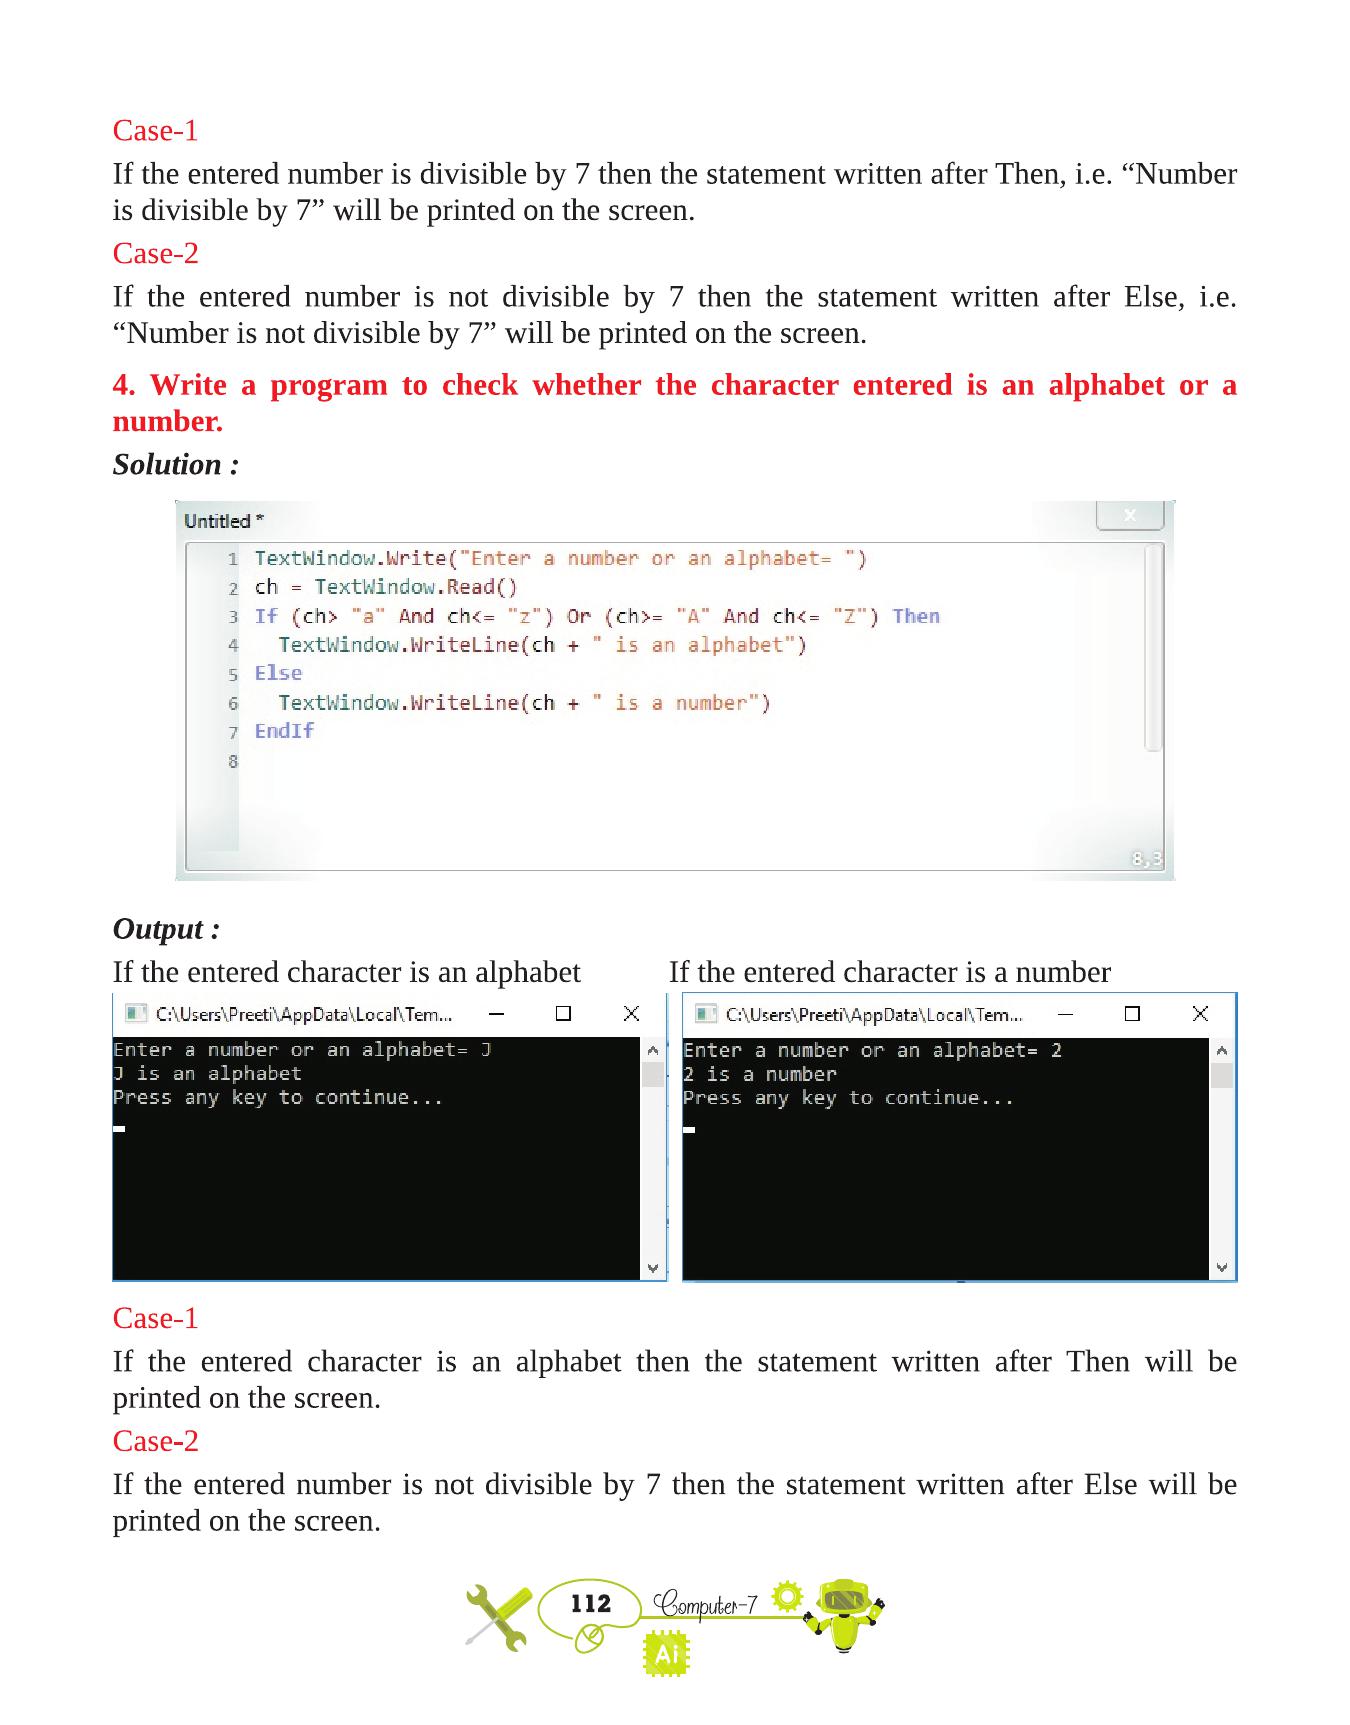 Case-1
If the entered number is divisible by 7 then the statement written after Then, i.e. “Number
is divisible by 7” will be printed on the screen.
Case-2
If the entered number is not divisible by 7 then the statement written after Else, i.e.
“Number is not divisible by 7” will be printed on the screen.
4. Write a program to check whether the character entered is an alphabet or a
number.
Solution :
Untitled *
x
1 TextWindow.Write("Enter a number or an alphabet= ")
2 ch = TextWindow.Read()
3 If (ch> "a" And ch<= "z") Or (ch>= "A" And ch<= "Z") Then
4 TextWindow.WriteLine(ch + " is an alphabet")
5 Else
6 TextWindow.WriteLine(ch + " is a number")
7 EndIf
8
8,3
Output :
If the entered character is an alphabet
C:\Users\Preeti\AppData\Local\Tem...
Enter a number or an alphabet= J
J is an alphabet
Press any key to continue...
If the entered character is a number
C:\Users\Preeti\AppData\Local\Tem...
Enter a number or an alphabet= 2
2 is a number
Press any key to continue...
Case-1
If the entered character is an alphabet then the statement written after Then will be
printed on the screen.
Case-2
If the entered number is not divisible by 7 then the statement written after Else will be
printed on the screen.
112 Computer-7
Ai